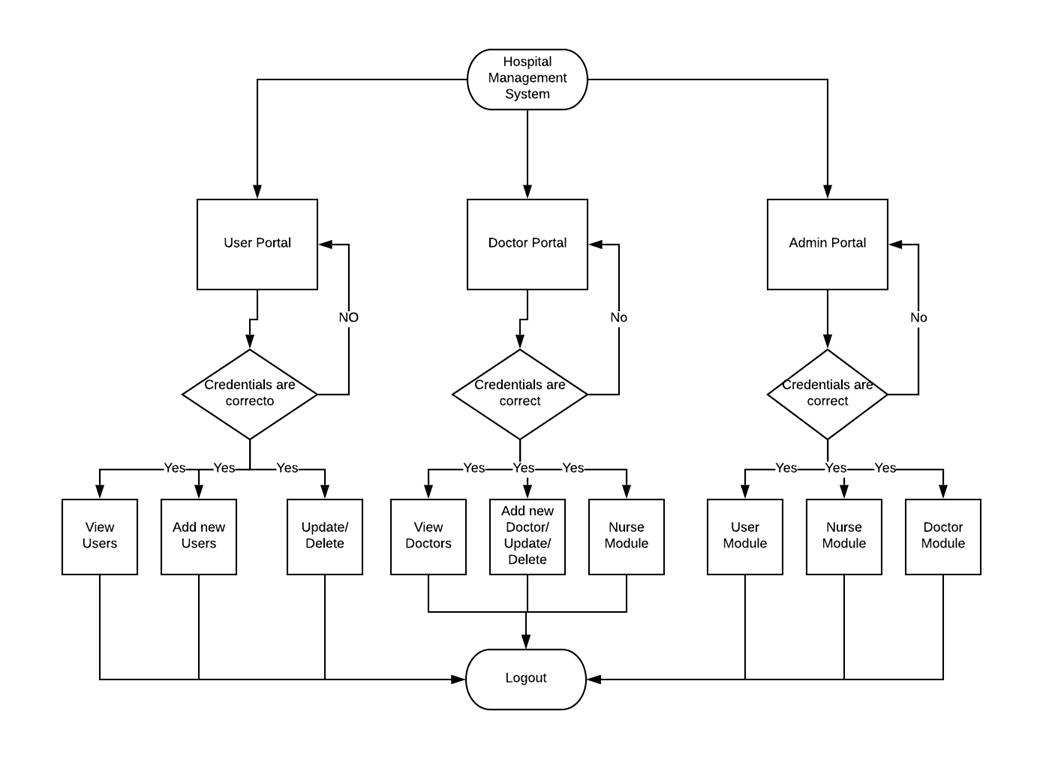 Hospital
Management
System
User Portal
Doctor Portal
Admin Portal
NO
No
No
Credentials are
correcto
Credentials are
correct
Credentials are
correct
Yes
Yes
Yes
Yes
Yes
Yes
Yes
Yes
Yes
View
Users
Add new
Users
Update/
Delete
View
Doctors
Add new
Doctor/
Update/
Delete
Nurse
Module
User
Module
Nurse
Module
Doctor
Module
Logout